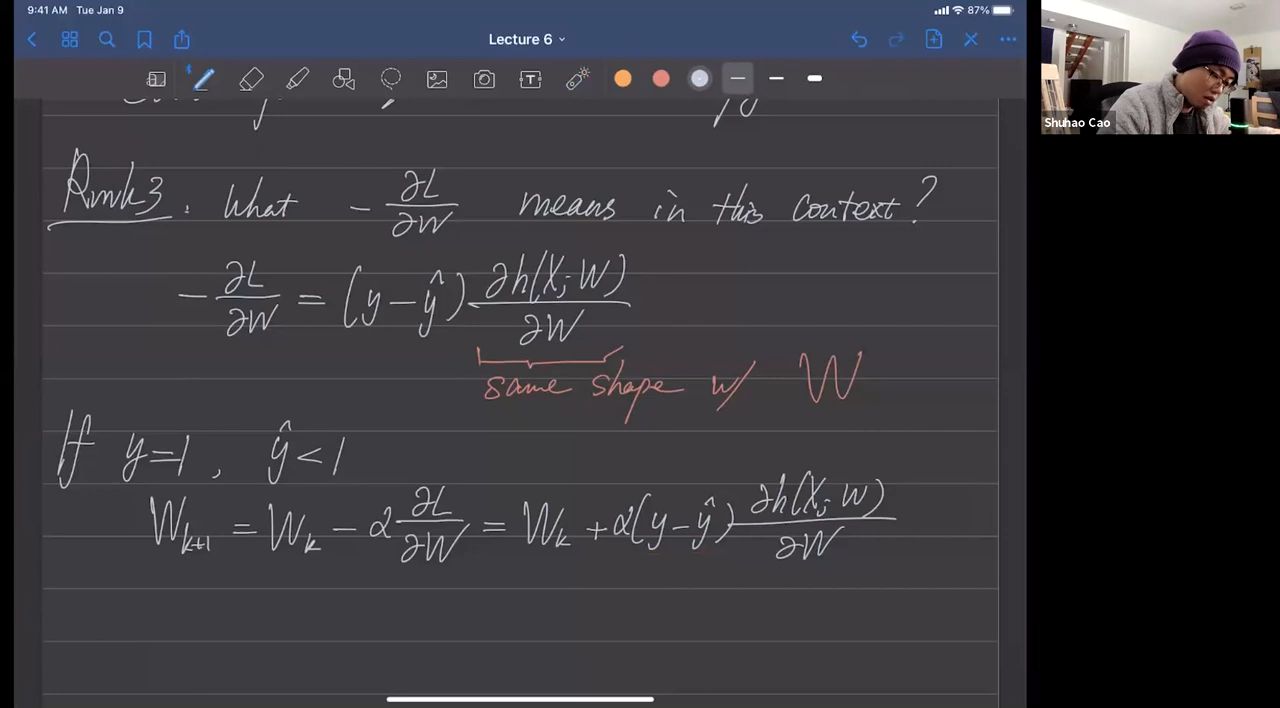 9:41 AM Tue Jan 9
87%
Lecture 6
Shuhao Cao
Rmk3. What -∂L/∂W means in this context?
-∂L/∂W = (y-ŷ) ∂h(X; W)/∂W
same shape w/ W
If y=1, ŷ<1
W_{k+1} = W_k - α ∂L/∂W = W_k + α(y-ŷ) ∂h(X; W)/∂W